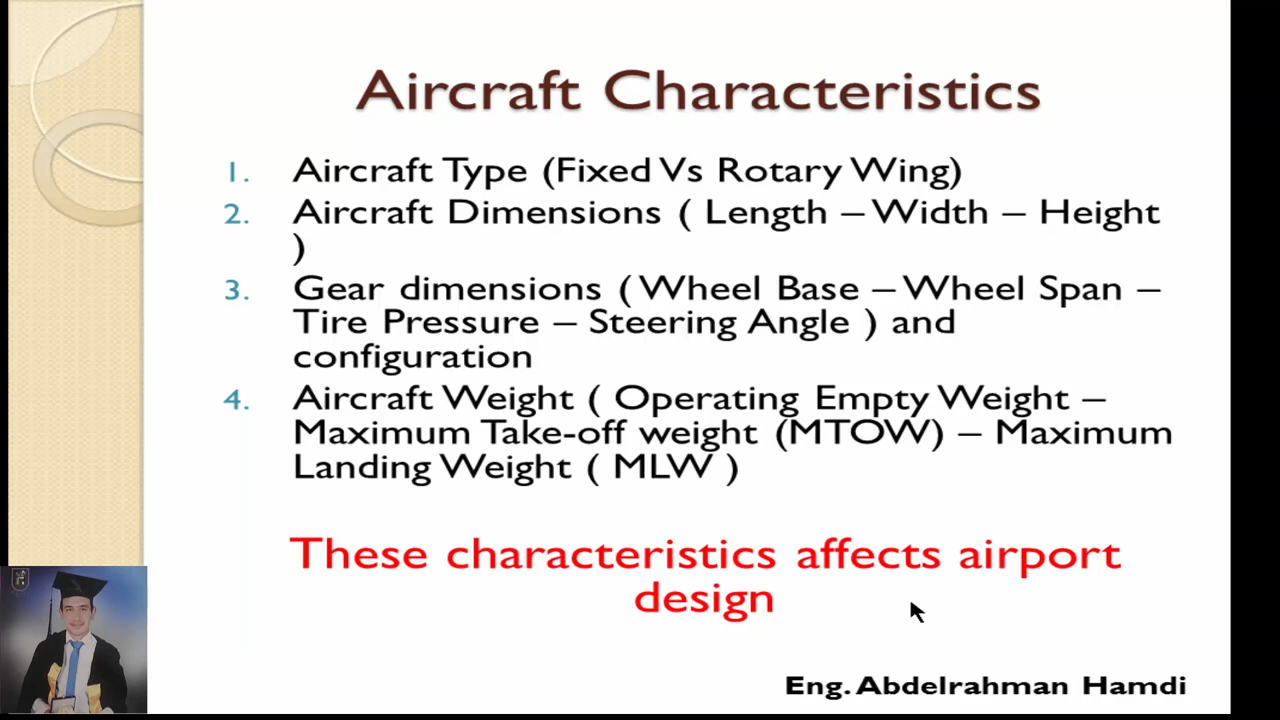 Aircraft Characteristics
1. Aircraft Type (Fixed Vs Rotary Wing)
2. Aircraft Dimensions ( Length – Width – Height
)
3. Gear dimensions ( Wheel Base – Wheel Span –
Tire Pressure – Steering Angle ) and
configuration
4. Aircraft Weight ( Operating Empty Weight –
Maximum Take-off weight (MTOW) – Maximum
Landing Weight ( MLW )
These characteristics affects airport
design
Eng. Abdelrahman Hamdi